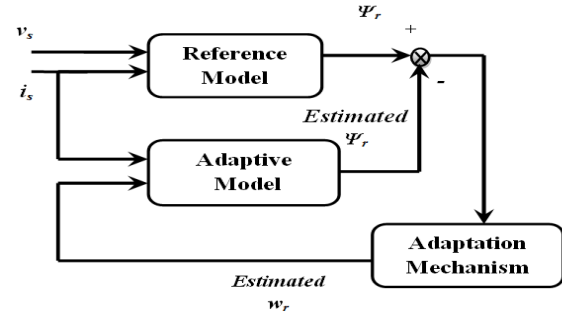 Ψr
vs
+
Reference
Model
is
-
Estimated
Ψr
Adaptive
Model
Adaptation
Mechanism
Estimated
wr